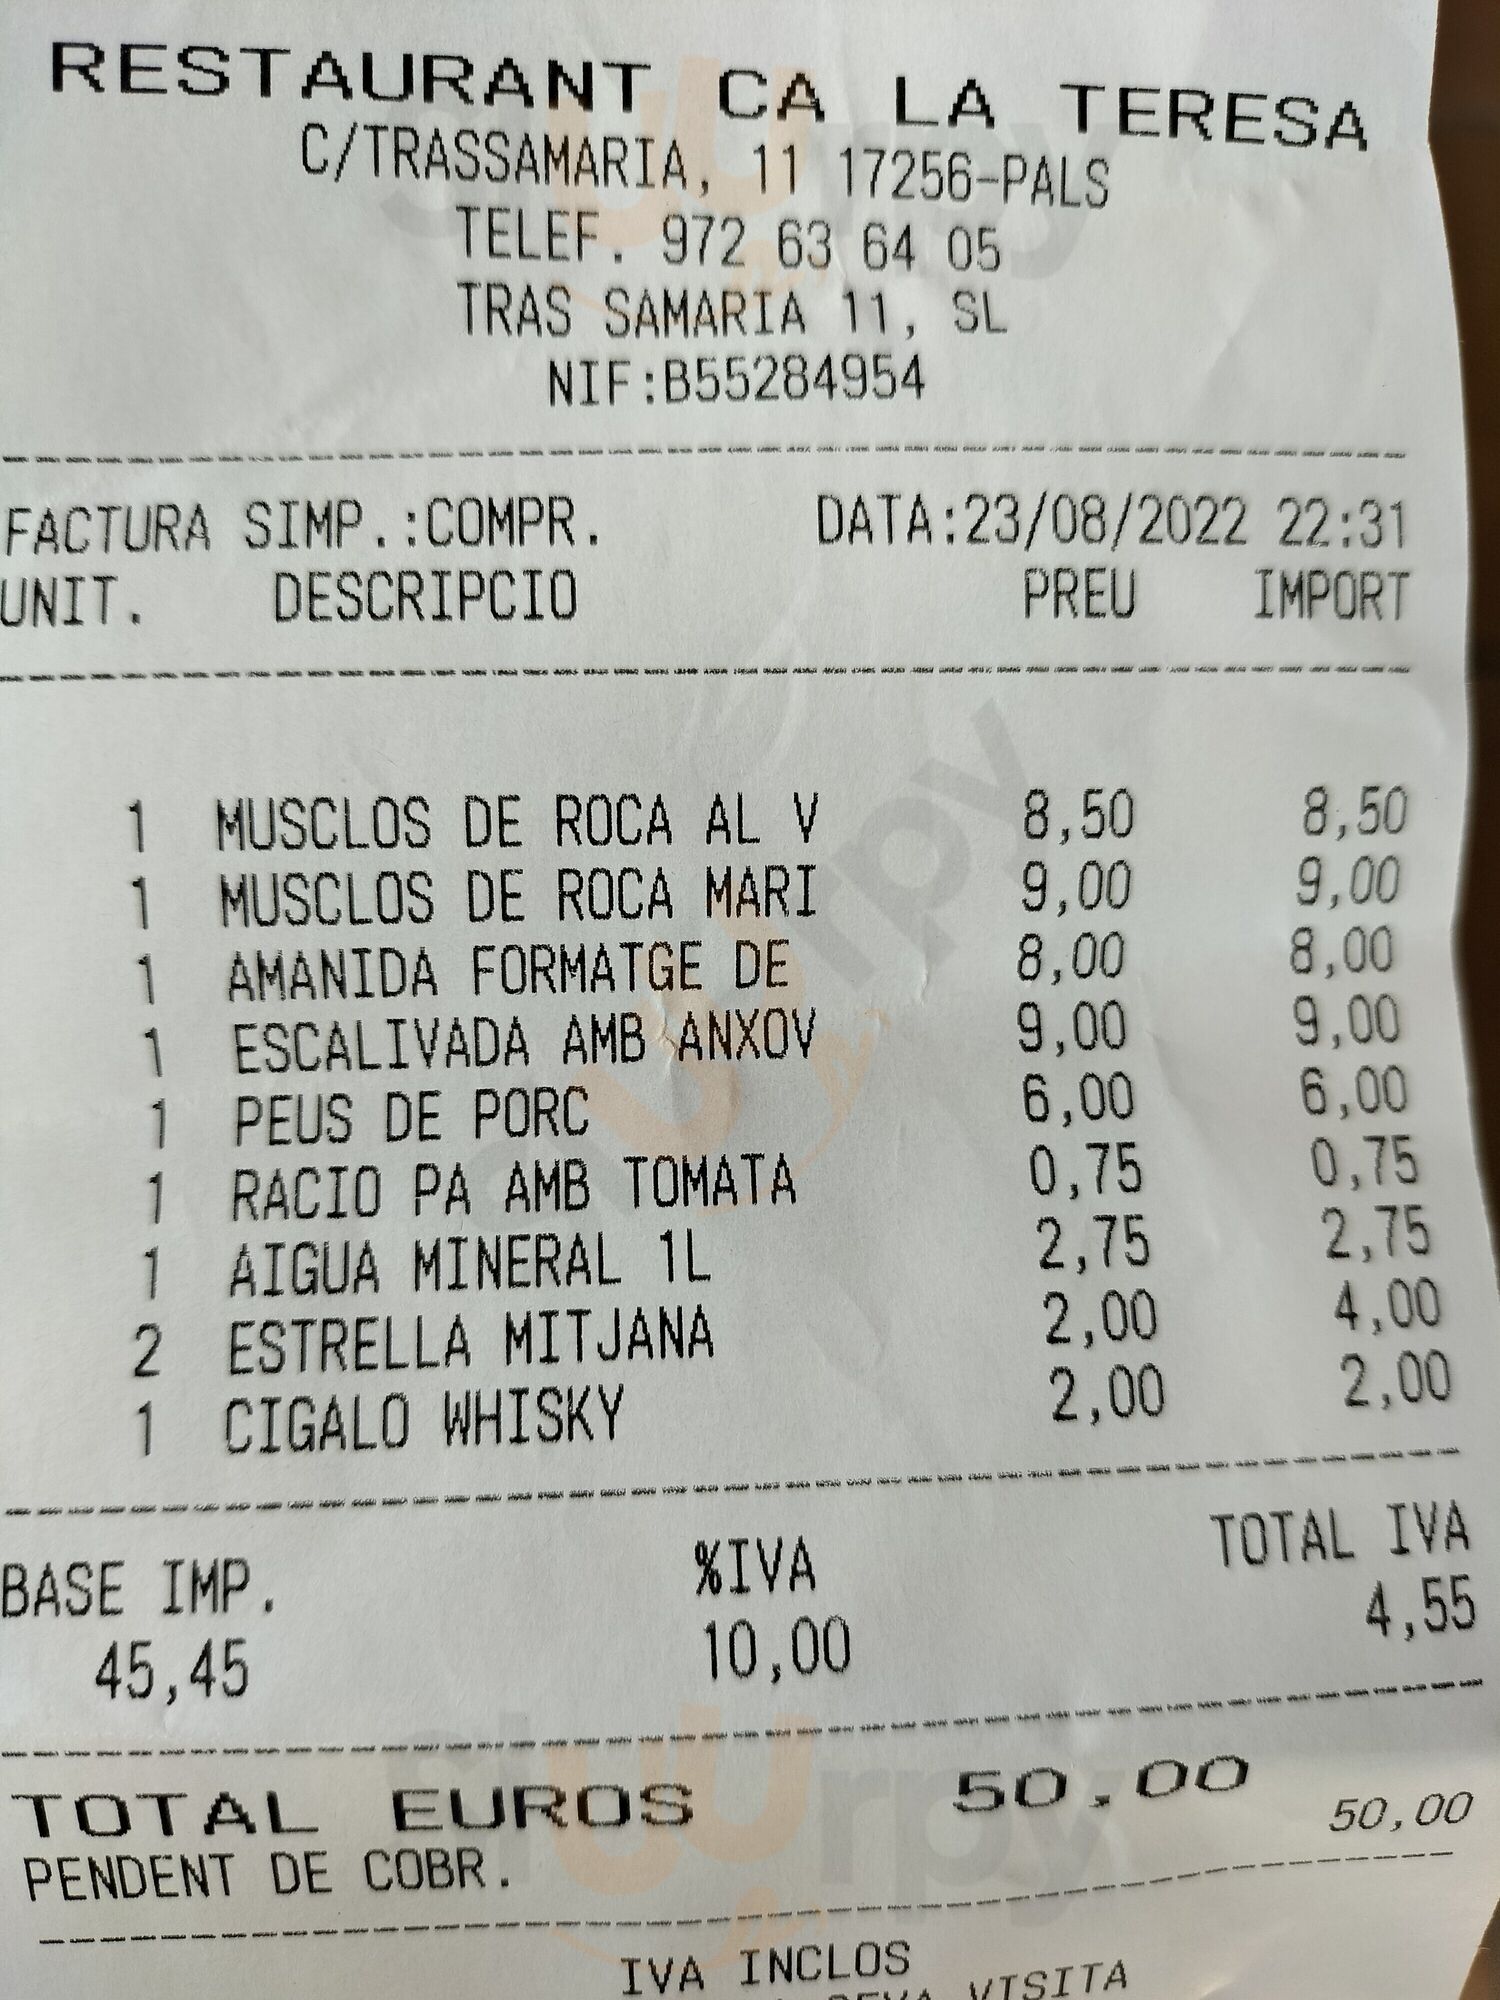 RESTAURANT CA LA TERESA
C/TRASSAMARIA, 11 17256-PALS
TELEF. 972 63 64 05
TRAS SAMARIA 11, SL
NIF:B55284954
FACTURA SIMP.:COMPR. DATA:23/08/2022 22:31
UNIT. DESCRIPCIO PREU IMPORT
1 MUSCLOS DE ROCA AL V 8,50 8,50
1 MUSCLOS DE ROCA MARI 9,00 9,00
1 AMANIDA FORMATGE DE 8,00 8,00
1 ESCALIVADA AMB ANXOV 9,00 9,00
1 PEUS DE PORC 6,00 6,00
1 RACIO PA AMB TOMATA 0,75 0,75
1 AIGUA MINERAL 1L 2,75 2,75
2 ESTRELLA MITJANA 2,00 4,00
1 CIGALO WHISKY 2,00 2,00
BASE IMP. %IVA TOTAL IVA
45,45 10,00 4,55
TOTAL EUROS 50,00
PENDENT DE COBR. 50,00
IVA INCLOS
VISITA